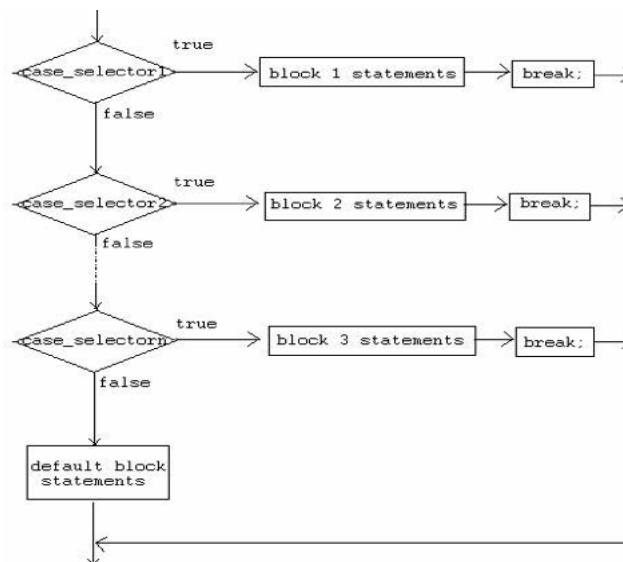 true
case_selector1
block 1 statements
break;
false
true
case_selector2
block 2 statements
break;
false
true
case_selectorn
block 3 statements
break;
false
default block
statements